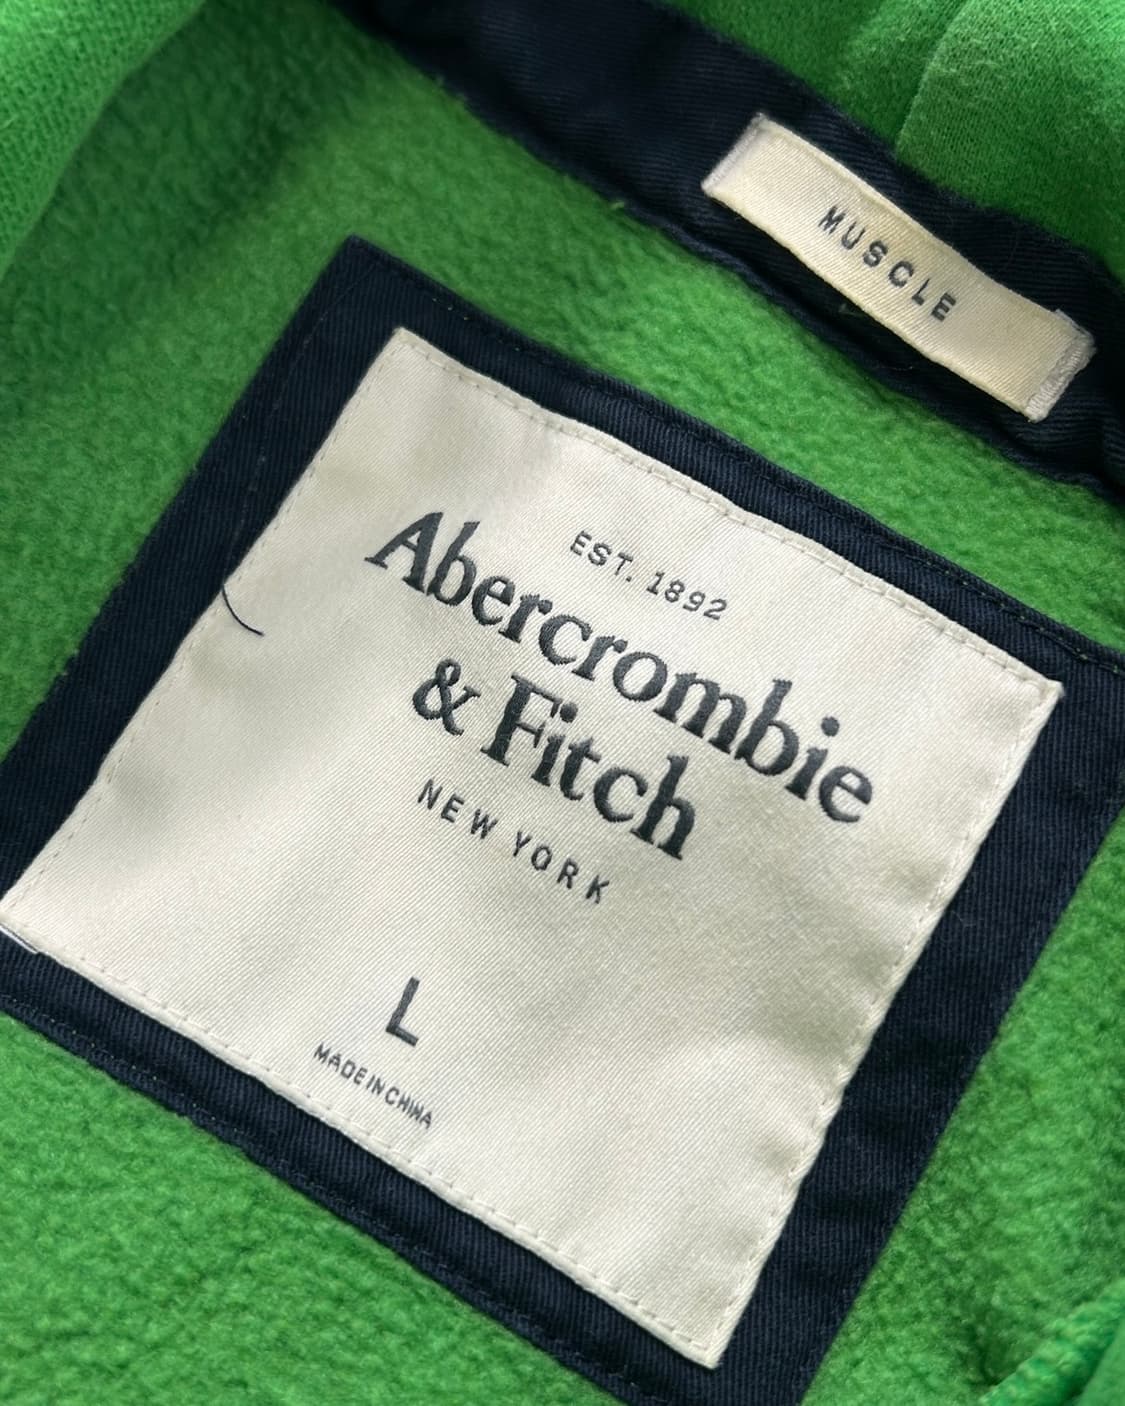 MUSCLE
EST. 1892
Abercrombie
& Fitch
NEW YORK
L
MADE IN CHINA